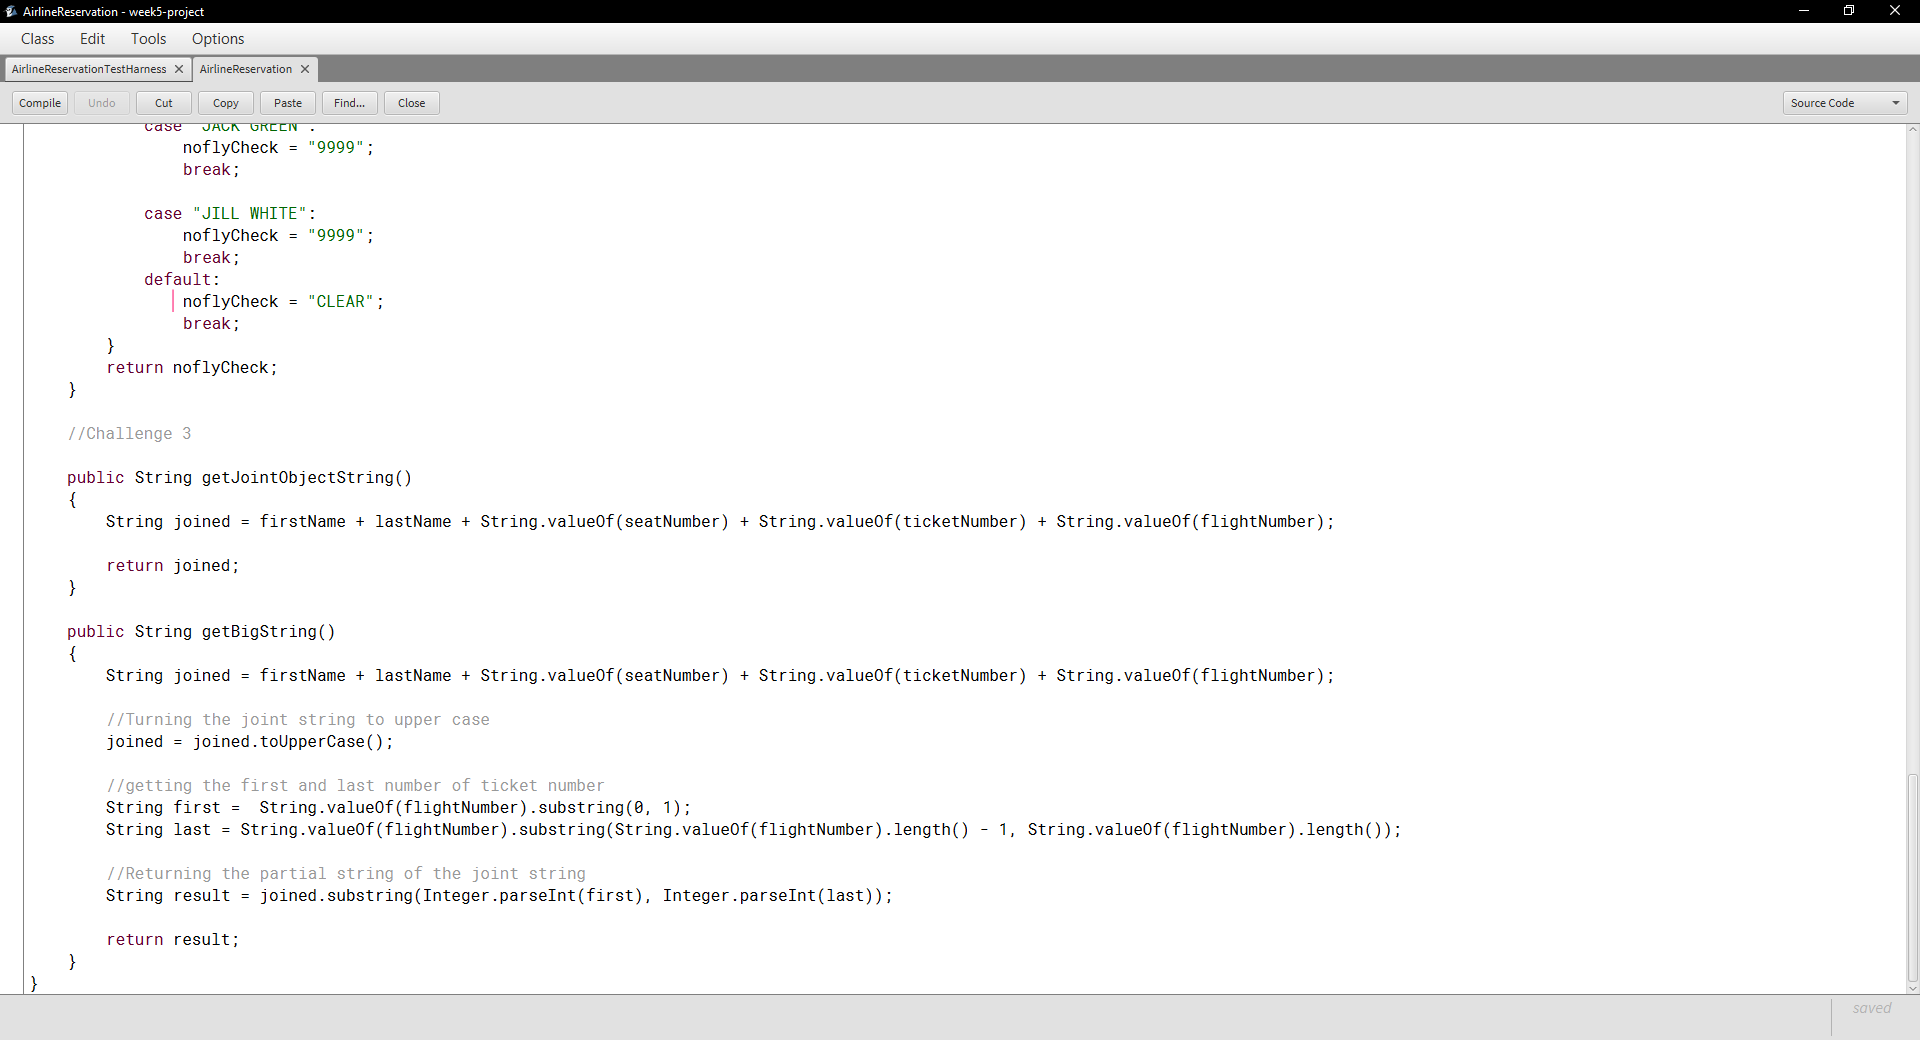 AirlineReservation - week5-project
Class Edit Tools Options
AirlineReservationTestHarness AirlineReservation
Compile Undo Cut Copy Paste Find... Close Source Code
case "JACK GREEN":
noflyCheck = "9999";
break;
case "JILL WHITE":
noflyCheck = "9999";
break;
default:
noflyCheck = "CLEAR";
break;
}
return noflyCheck;
}
//Challenge 3
public String getJointObjectString()
{
String joined = firstName + lastName + String.valueOf(seatNumber) + String.valueOf(ticketNumber) + String.valueOf(flightNumber);
return joined;
}
public String getBigString()
{
String joined = firstName + lastName + String.valueOf(seatNumber) + String.valueOf(ticketNumber) + String.valueOf(flightNumber);
//Turning the joint string to upper case
joined = joined.toUpperCase();
//getting the first and last number of ticket number
String first =  String.valueOf(flightNumber).substring(0, 1);
String last = String.valueOf(flightNumber).substring(String.valueOf(flightNumber).length() - 1, String.valueOf(flightNumber).length());
//Returning the partial string of the joint string
String result = joined.substring(Integer.parseInt(first), Integer.parseInt(last));
return result;
}
}
saved